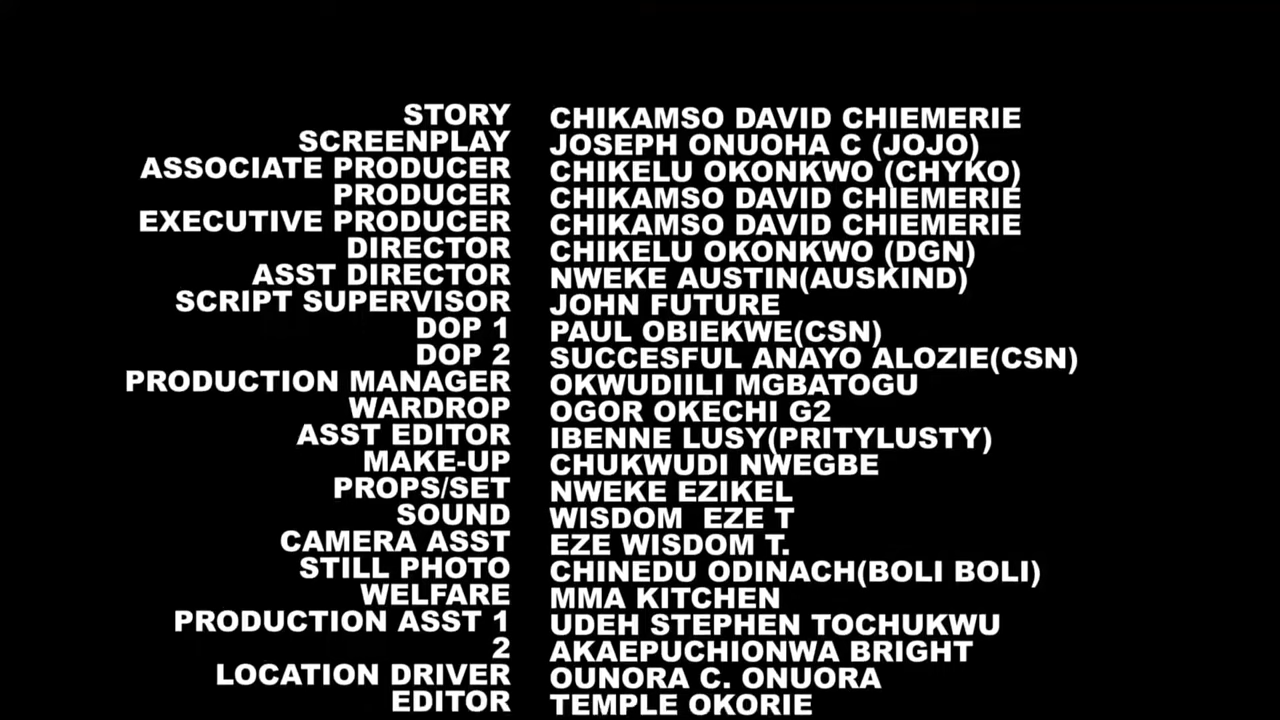 STORY CHIKAMSO DAVID CHIEMERIE
SCREENPLAY JOSEPH ONUOHA C (JOJO)
ASSOCIATE PRODUCER CHIKELU OKONKWO (CHYKO)
PRODUCER CHIKAMSO DAVID CHIEMERIE
EXECUTIVE PRODUCER CHIKAMSO DAVID CHIEMERIE
DIRECTOR CHIKELU OKONKWO (DGN)
ASST DIRECTOR NWEKE AUSTIN(AUSKIND)
SCRIPT SUPERVISOR JOHN FUTURE
DOP 1 PAUL OBIEKWE(CSN)
DOP 2 SUCCESFUL ANAYO ALOZIE(CSN)
PRODUCTION MANAGER OKWUDIILI MGBATOGU
WARDROP OGOR OKECHI G2
ASST EDITOR IBENNE LUSY(PRITYLUSTY)
MAKE-UP CHUKWUDI NWEGBE
PROPS/SET NWEKE EZIKEL
SOUND WISDOM  EZE T
CAMERA ASST EZE WISDOM T.
STILL PHOTO CHINEDU ODINACH(BOLI BOLI)
WELFARE MMA KITCHEN
PRODUCTION ASST 1 UDEH STEPHEN TOCHUKWU
2 AKAEPUCHIONWA BRIGHT
LOCATION DRIVER OUNORA C. ONUORA
EDITOR TEMPLE OKORIE